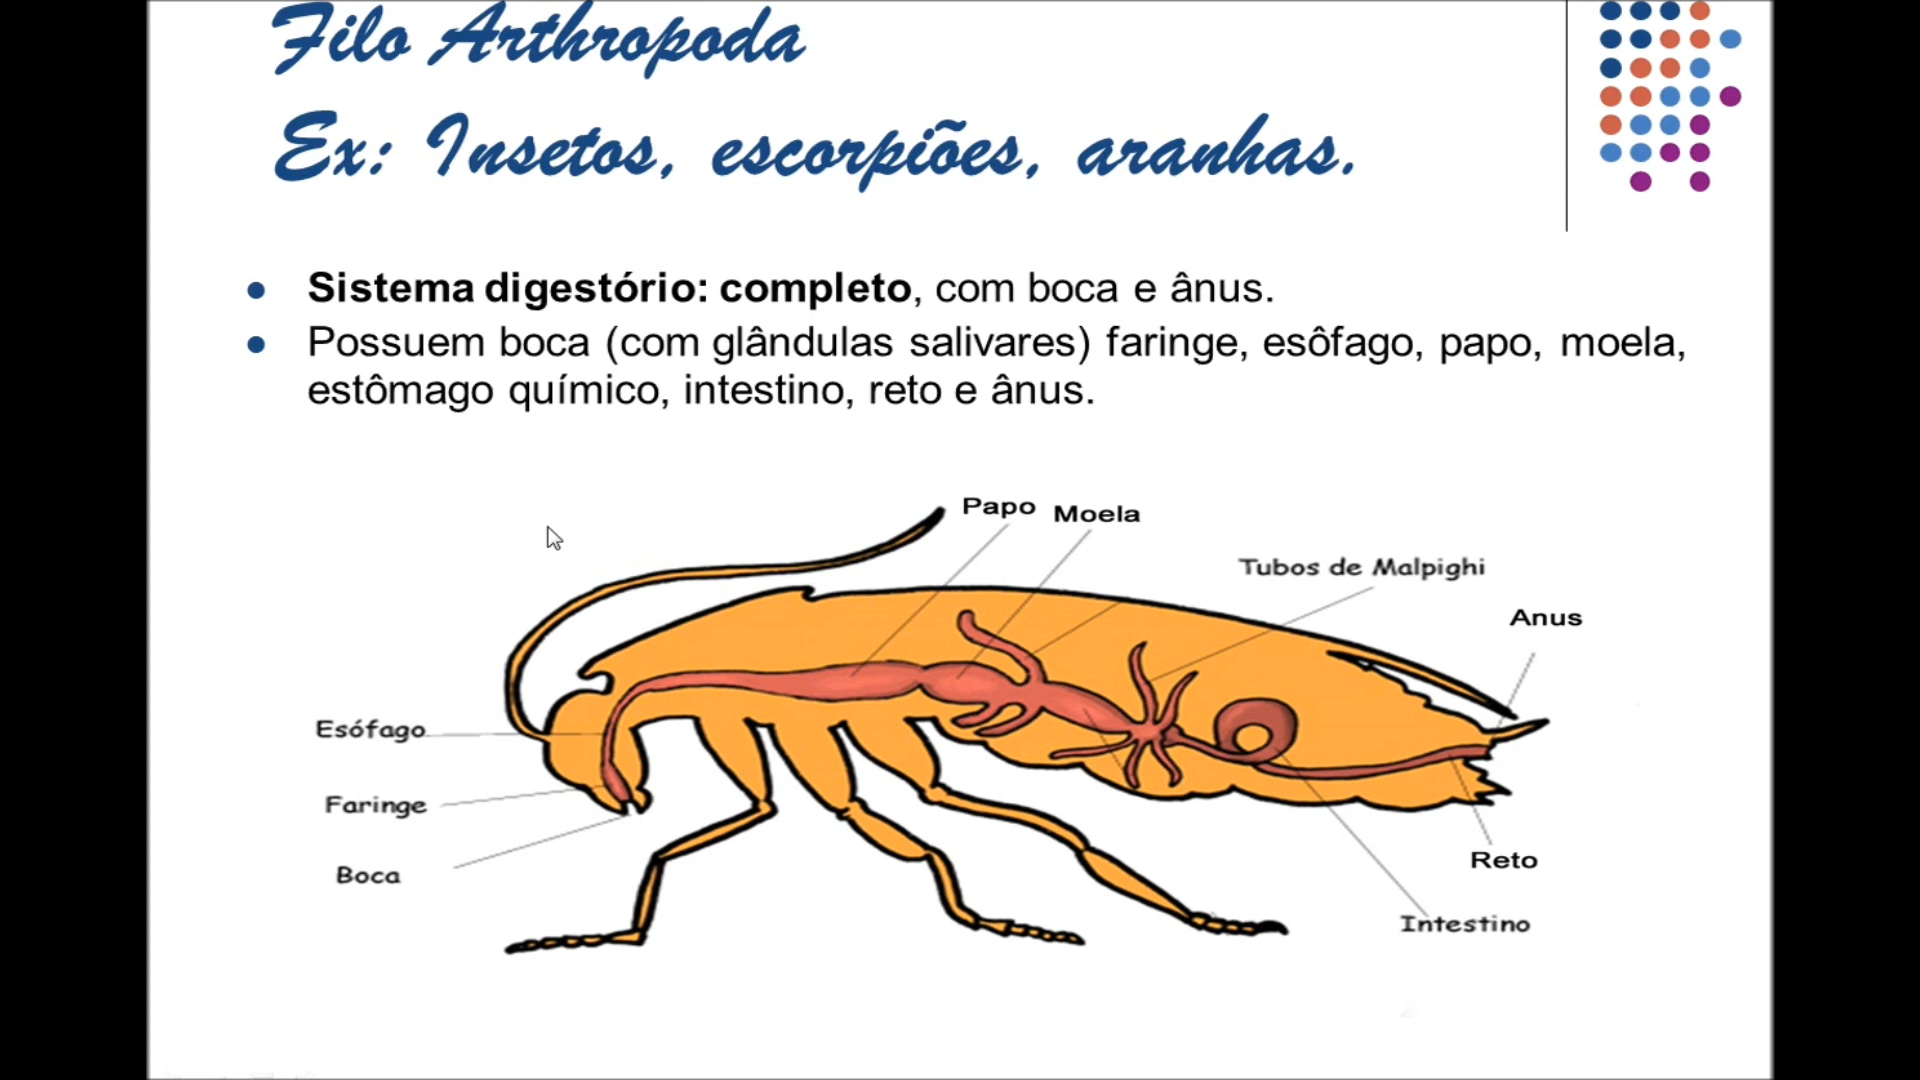 Filo Arthropoda
Ex: Insetos, escorpiões, aranhas.
Sistema digestório: completo, com boca e ânus.
Possuem boca (com glândulas salivares) faringe, esôfago, papo, moela,
estômago químico, intestino, reto e ânus.
Papo
Moela
Tubos de Malpighi
Anus
Esófago
Faringe
Boca
Reto
Intestino